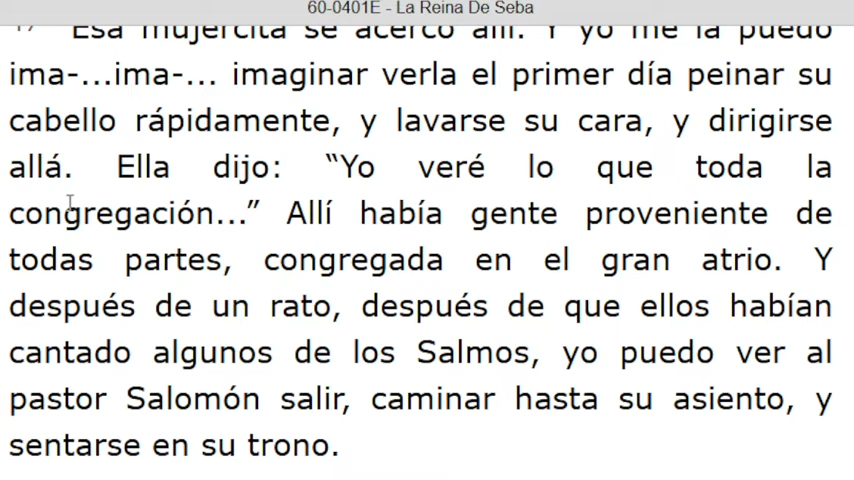 60-0401E - La Reina De Seba
Esa mujercita se acercó allí. Y yo me la puedo
ima-...ima-... imaginar verla el primer día peinar su
cabello rápidamente, y lavarse su cara, y dirigirse
allá. Ella dijo: “Yo veré lo que toda la
congregación...” Allí había gente proveniente de
todas partes, congregada en el gran atrio. Y
después de un rato, después de que ellos habían
cantado algunos de los Salmos, yo puedo ver al
pastor Salomón salir, caminar hasta su asiento, y
sentarse en su trono.